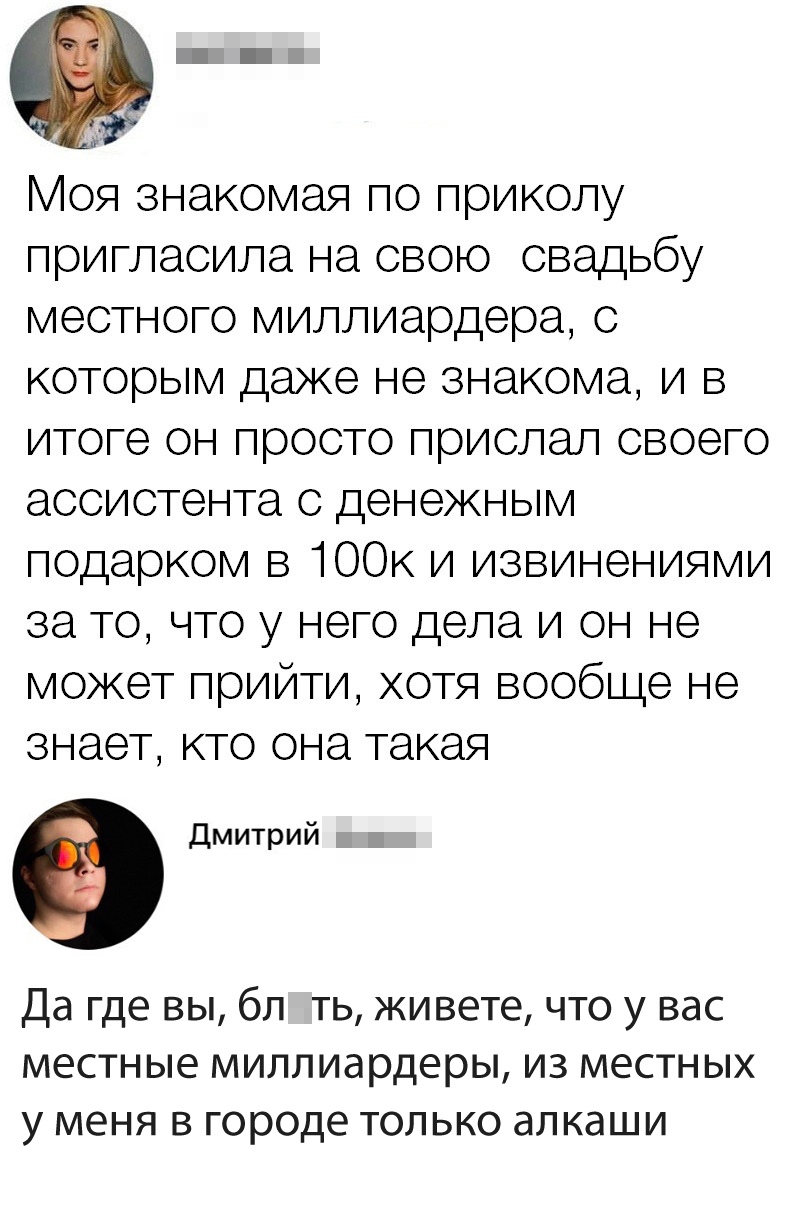 Моя знакомая по приколу
пригласила на свою свадьбу
местного миллиардера, с
которым даже не знакома, и в
итоге он просто прислал своего
ассистента с денежным
подарком в 100к и извинениями
за то, что у него дела и он не
может прийти, хотя вообще не
знает, кто она такая
Дмитрий
Да где вы, бл ть, живете, что у вас
местные миллиардеры, из местных
у меня в городе только алкаши